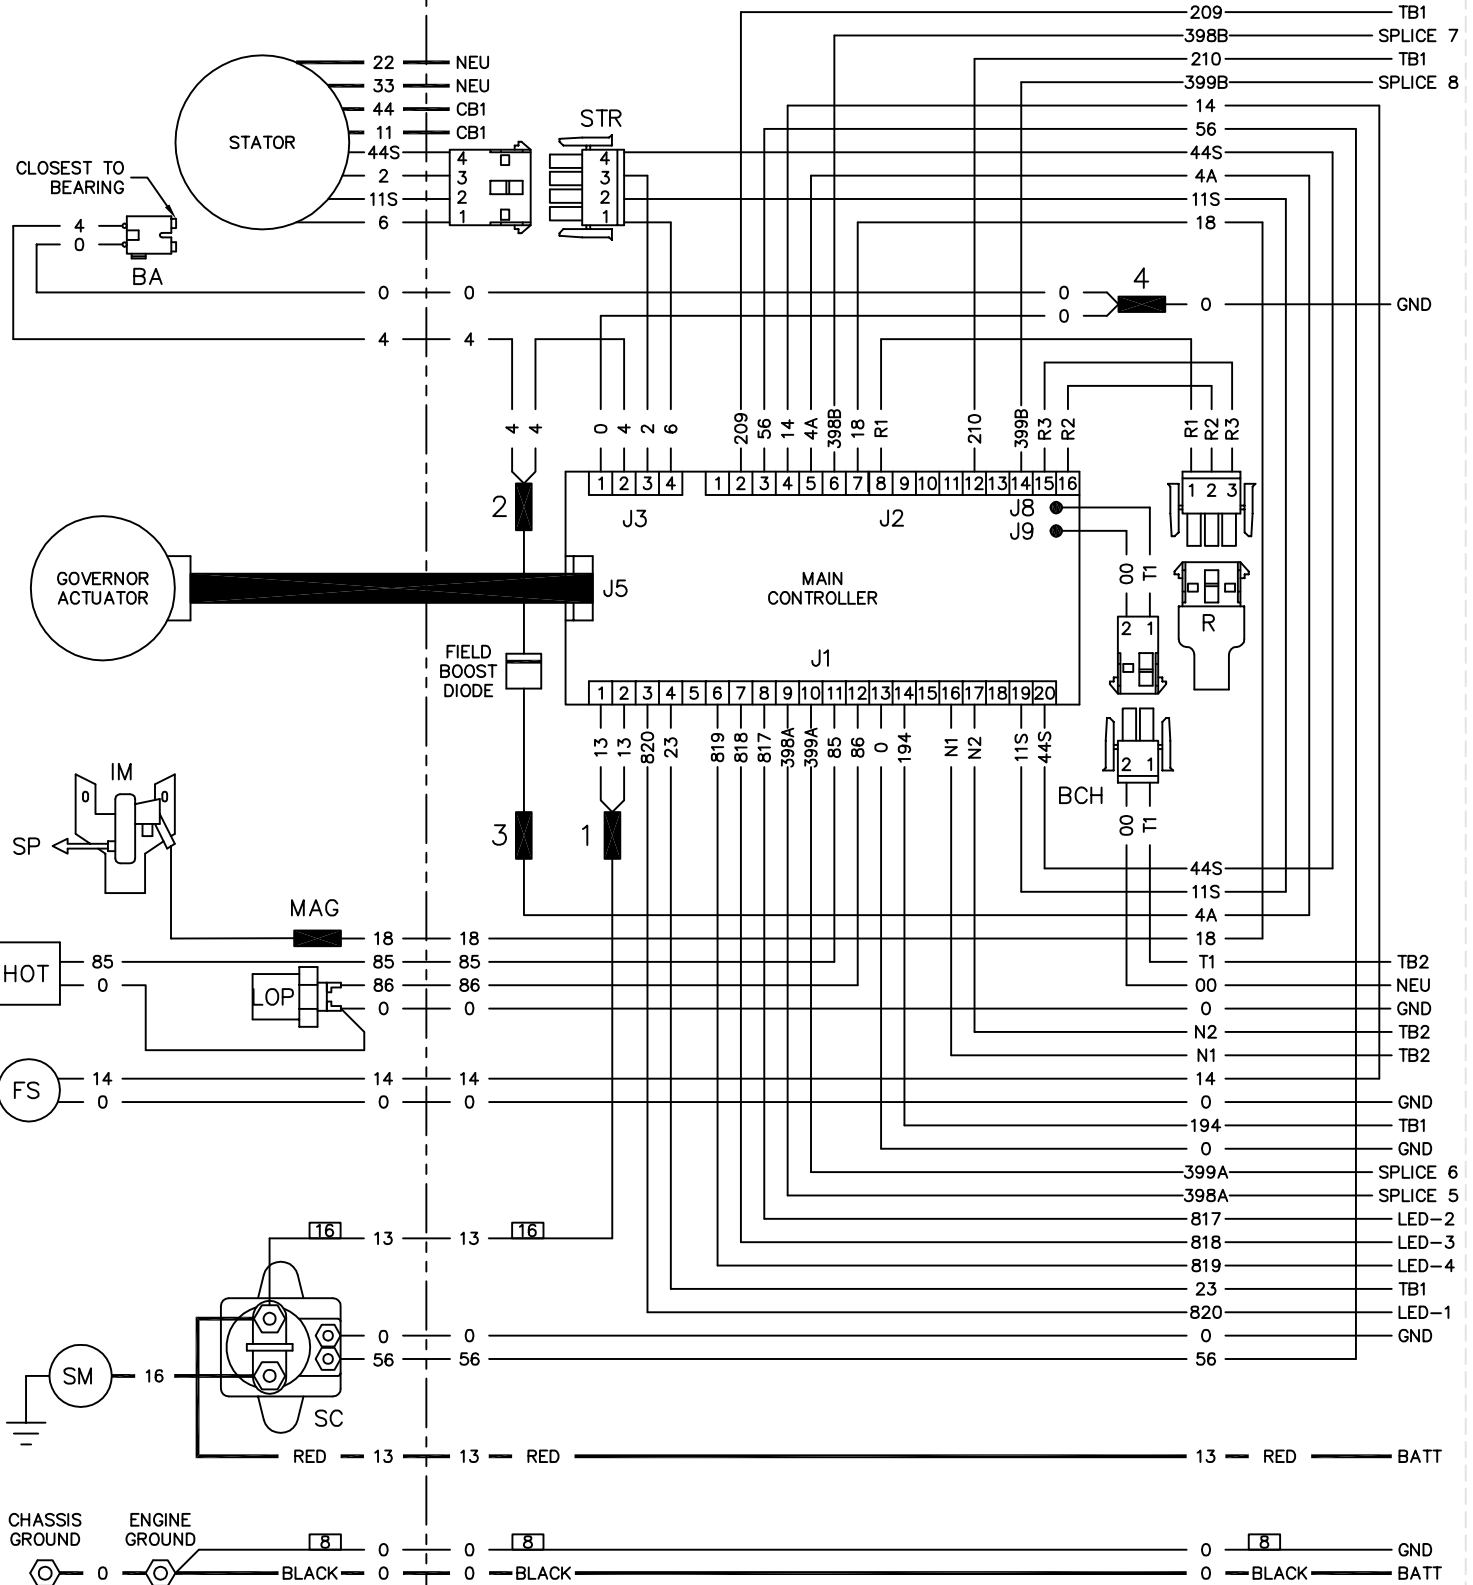 209 TB1
398B SPLICE 7
22 NEU 210 TB1
33 NEU 399B SPLICE 8
44 CB1 14
STR
11 CB1 56
STATOR
44S 4 4 44S
CLOSEST TO
BEARING
2 3 3 4A
11S 2 2 11S
6 1 1 18
4
0
BA
4
0 0 0 0 GND
0
4 4
4 4 0 4 2 6 209 56 14 4A 398B 18 R1 210 399B R3 R2 R1 R2 R3
1 2 3 4 1 2 3 4 5 6 7 8 9 10 11 12 13 14 15 16 1 2 3
2 J3 J2 J8
J9
00 T1
GOVERNOR
ACTUATOR
J5 MAIN
CONTROLLER
R
2 1
FIELD
BOOST
DIODE
J1
1 2 3 4 5 6 7 8 9 10 11 12 13 14 15 16 17 18 19 20
13 13 820 23 819 818 817 398A 399A 85 86 0 194 N1 N2 11S 44S
2 1
BCH
00 T1
IM
0 0
SP
3 1
44S
11S
MAG 4A
18 18 18
HOT 85 85 85 T1 TB2
0 LOP 86 86 00 NEU
0 0 0 GND
N2 TB2
N1 TB2
FS 14 14 14 14
0 0 0 0 GND
194 TB1
0 GND
399A SPLICE 6
398A SPLICE 5
817 LED-2
16 13 13 16 818 LED-3
819 LED-4
23 TB1
820 LED-1
0 0 0 GND
56 56 56
SM 16
SC
RED 13 13 RED 13 RED BATT
CHASSIS
GROUND
ENGINE
GROUND
8 0 0 8 0 8 GND
0 BLACK 0 0 BLACK 0 BLACK BATT